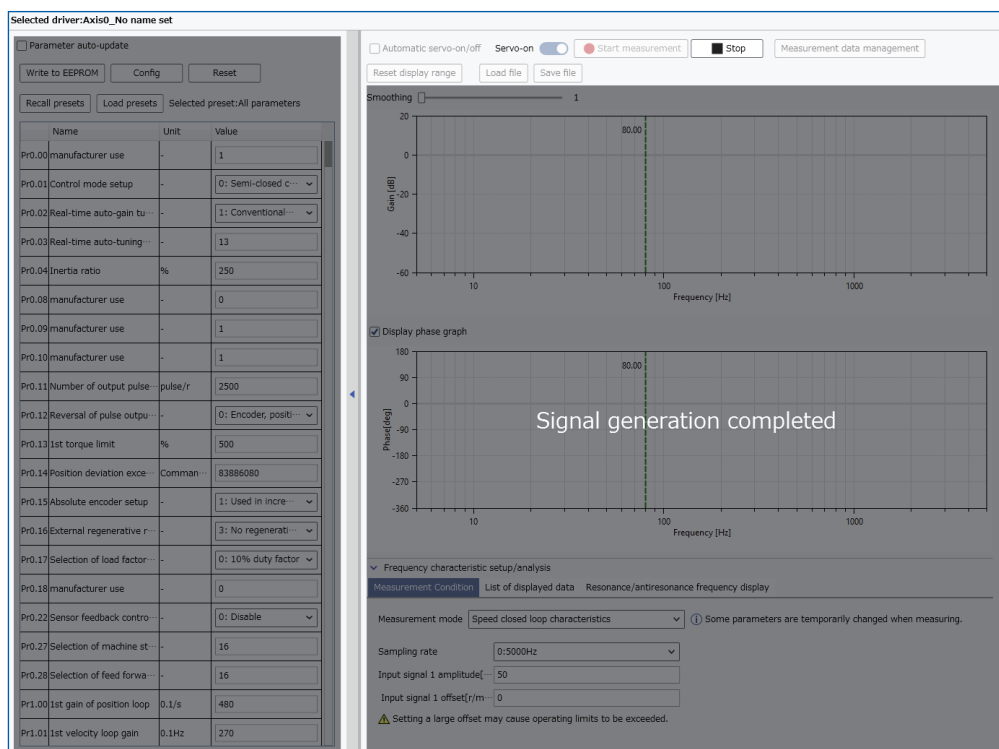 Selected driver:Axis0_No name set
Parameter auto-update
Write to EEPROM Config Reset
Recall presets Load presets Selected preset:All parameters
Name Unit Value
Pr0.00 manufacturer use - 1
Pr0.01 Control mode setup - 0: Semi-closed c···
Pr0.02 Real-time auto-gain tu··· - 1: Conventional···
Pr0.03 Real-time auto-tuning··· - 13
Pr0.04 Inertia ratio % 250
Pr0.08 manufacturer use - 0
Pr0.09 manufacturer use - 1
Pr0.10 manufacturer use - 1
Pr0.11 Number of output pulse··· pulse/r 2500
Pr0.12 Reversal of pulse outpu··· - 0: Encoder, positi···
Pr0.13 1st torque limit % 500
Pr0.14 Position deviation exce··· Comman··· 83886080
Pr0.15 Absolute encoder setup - 1: Used in incre···
Pr0.16 External regenerative r··· - 3: No regenerati···
Pr0.17 Selection of load factor··· - 0: 10% duty factor
Pr0.18 manufacturer use - 0
Pr0.22 Sensor feedback contro··· - 0: Disable
Pr0.27 Selection of machine st··· - 16
Pr0.28 Selection of feed forwa··· - 16
Pr1.00 1st gain of position loop 0.1/s 480
Pr1.01 1st velocity loop gain 0.1Hz 270
Automatic servo-on/off Servo-on Start measurement Stop Measurement data management
Reset display range Load file Save file
Smoothing 1
20
80.00
0
-20
Gain [dB]
-40
-60
10 100 1000
Frequency [Hz]
Display phase graph
180
80.00
90
0
Signal generation completed
-90
Phase[deg]
-180
-270
-360
10 100 1000
Frequency [Hz]
Frequency characteristic setup/analysis
Measurement Condition List of displayed data Resonance/antiresonance frequency display
Measurement mode Speed closed loop characteristics Some parameters are temporarily changed when measuring.
Sampling rate 0:5000Hz
Input signal 1 amplitude[··· 50
Input signal 1 offset[r/m··· 0
Setting a large offset may cause operating limits to be exceeded.